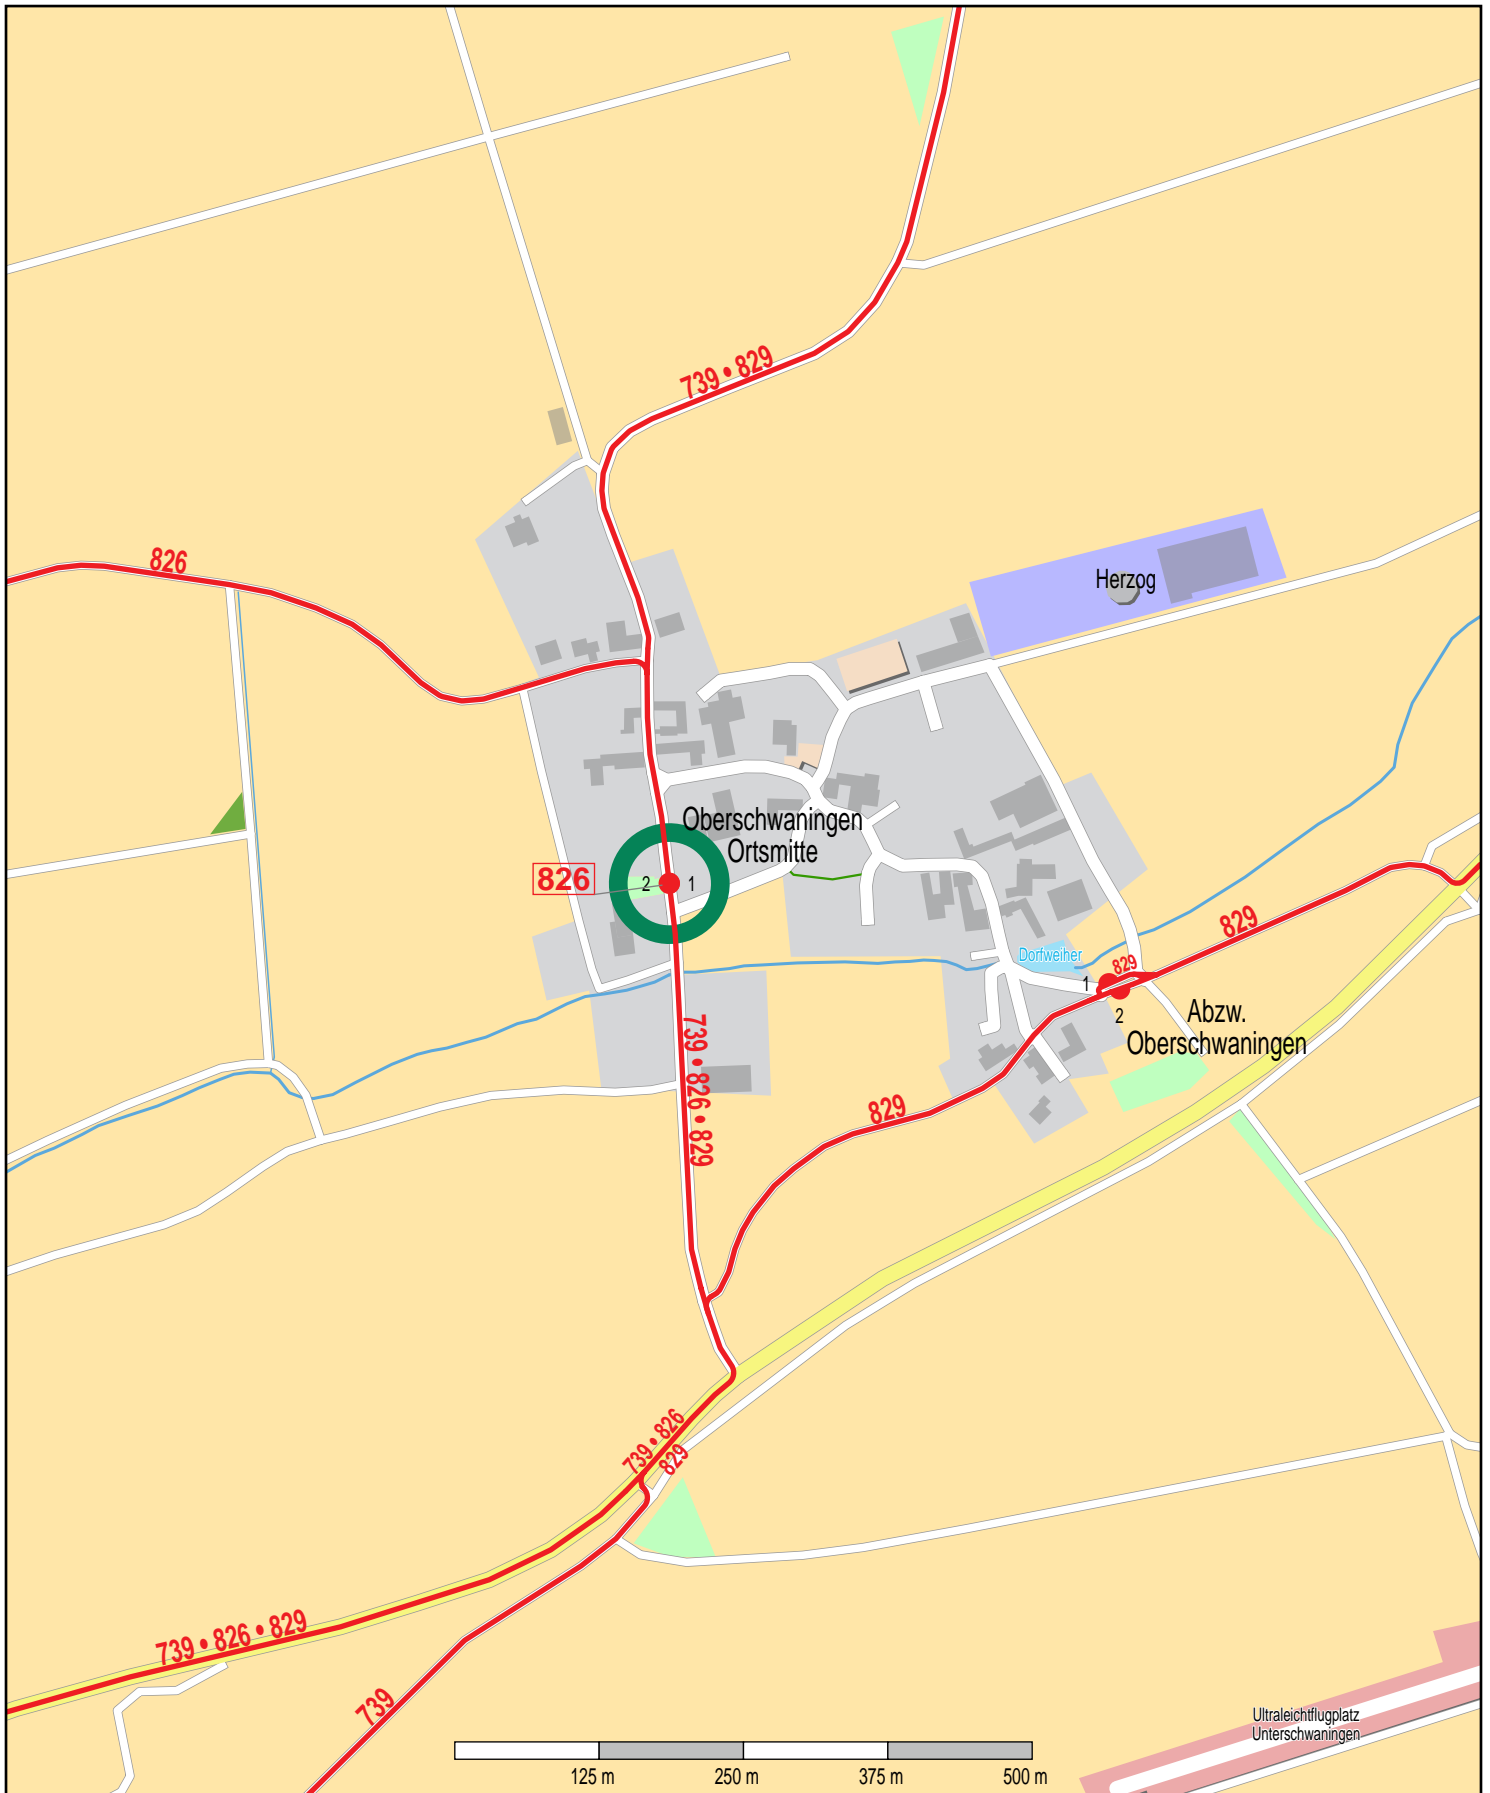 739 • 829
826
Herzog
Oberschwaningen
Ortsmitte
826
2
1
829
Dorfweiher
829
1
2
Abzw.
Oberschwaningen
739 • 826 • 829
829
739 • 826
829
739 • 826 • 829
739
Ultraleichtflugplatz
Unterschwaningen
125 m
250 m
375 m
500 m